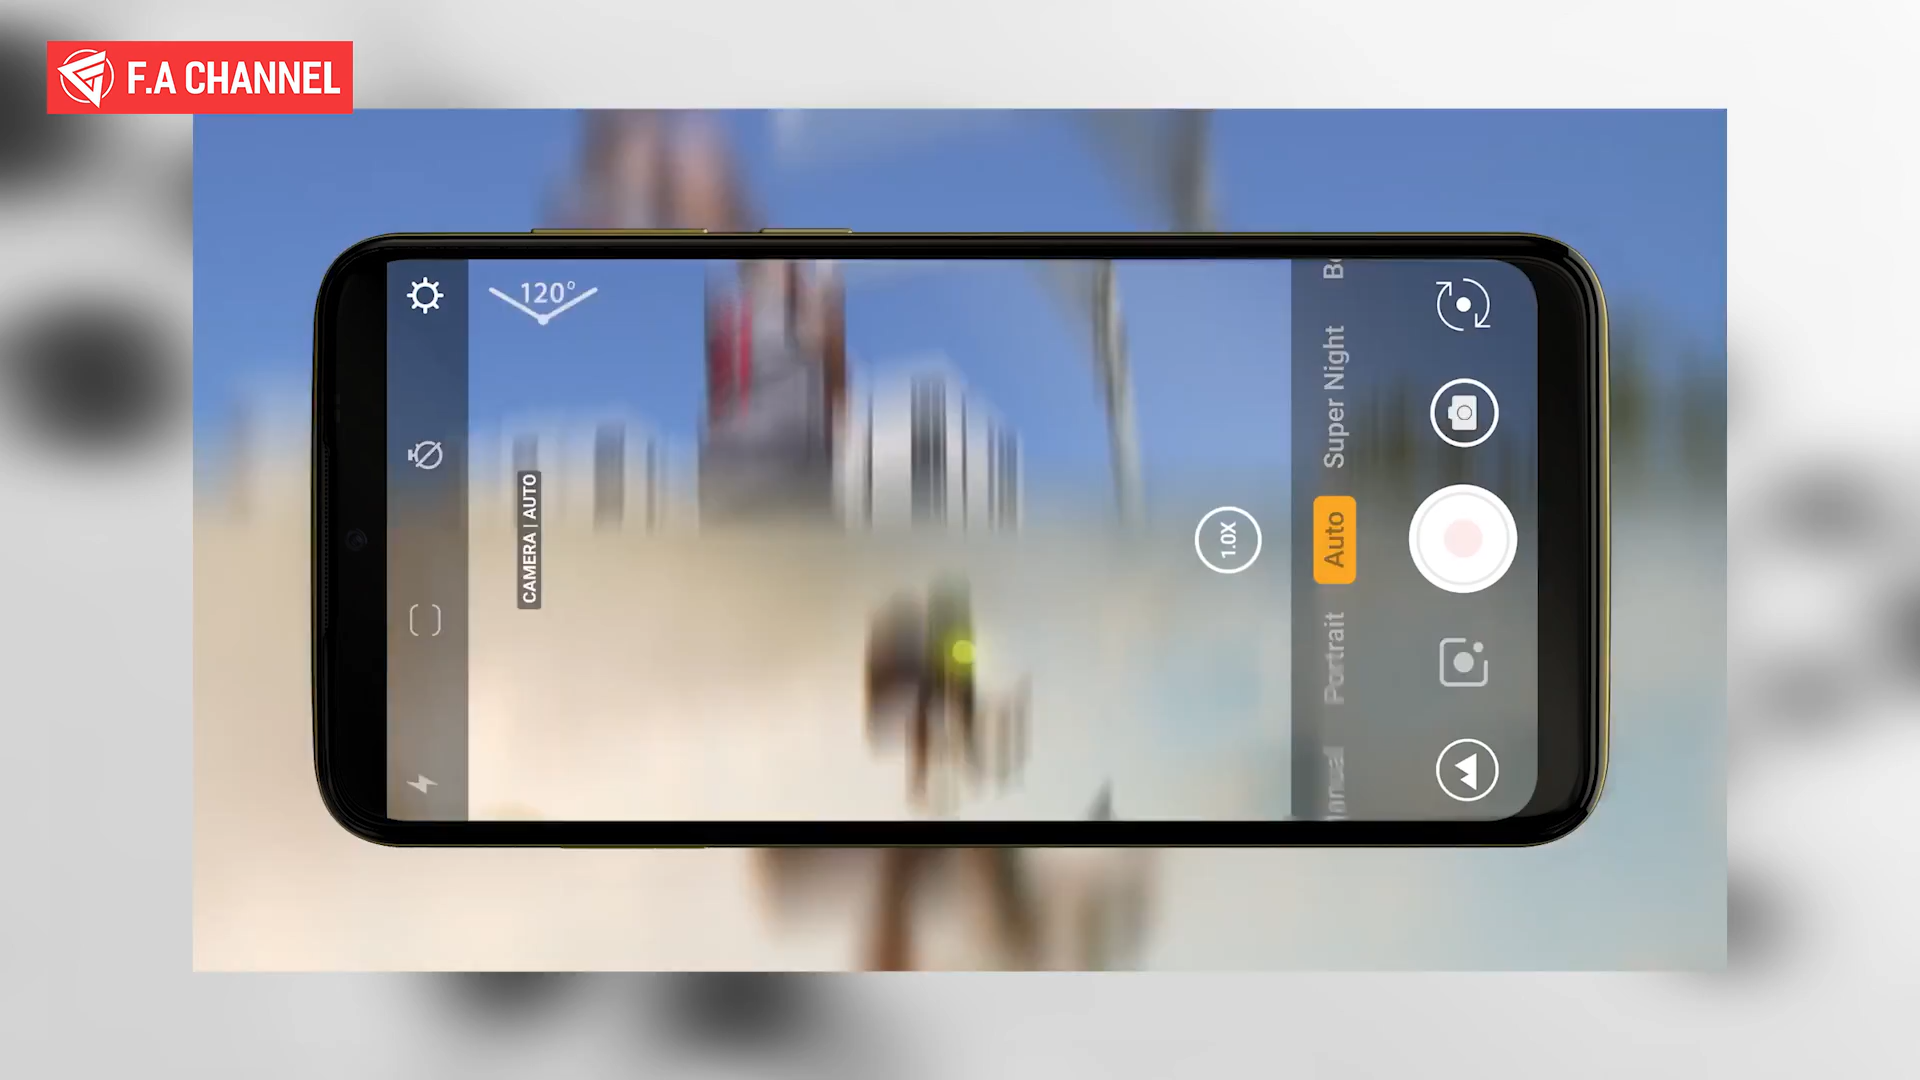 F.A CHANNEL
120°
CAMERA | AUTO
1.0X
Super Night
Auto
Portrait